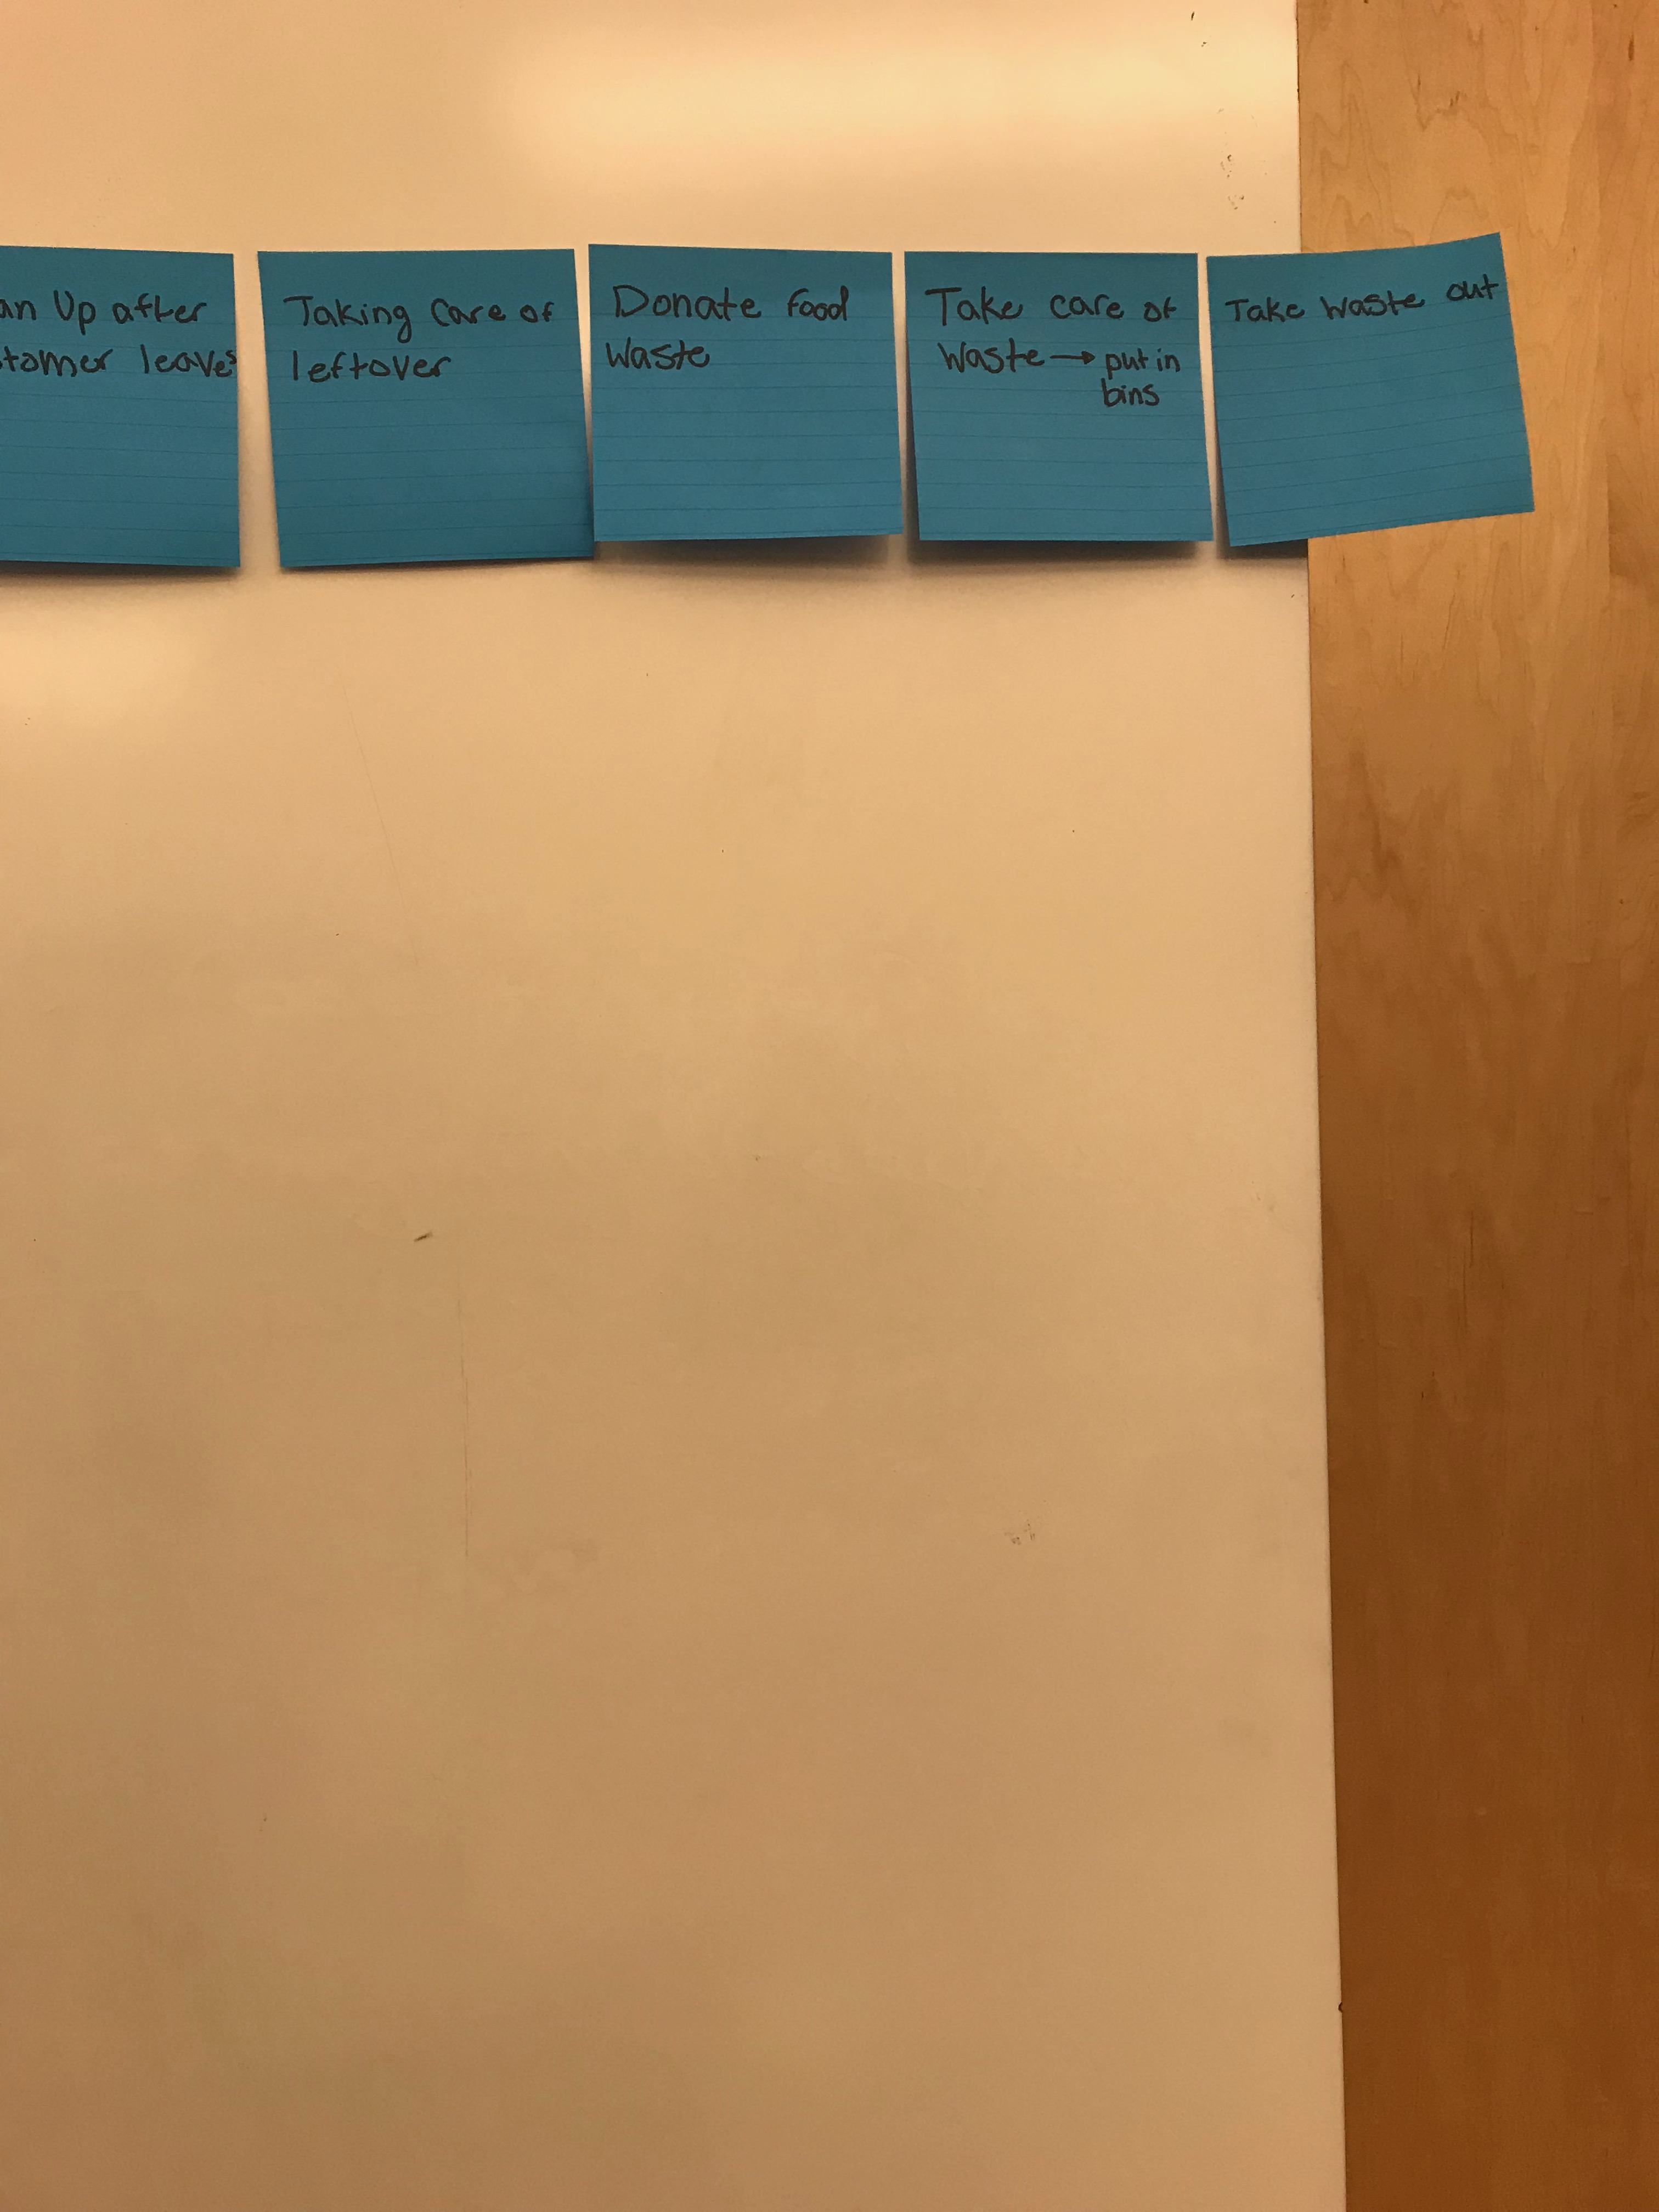 an Up after
tomer leaves
Taking Care of
leftover
Donate food
waste
Take care of
waste → put in
bins
Take waste out